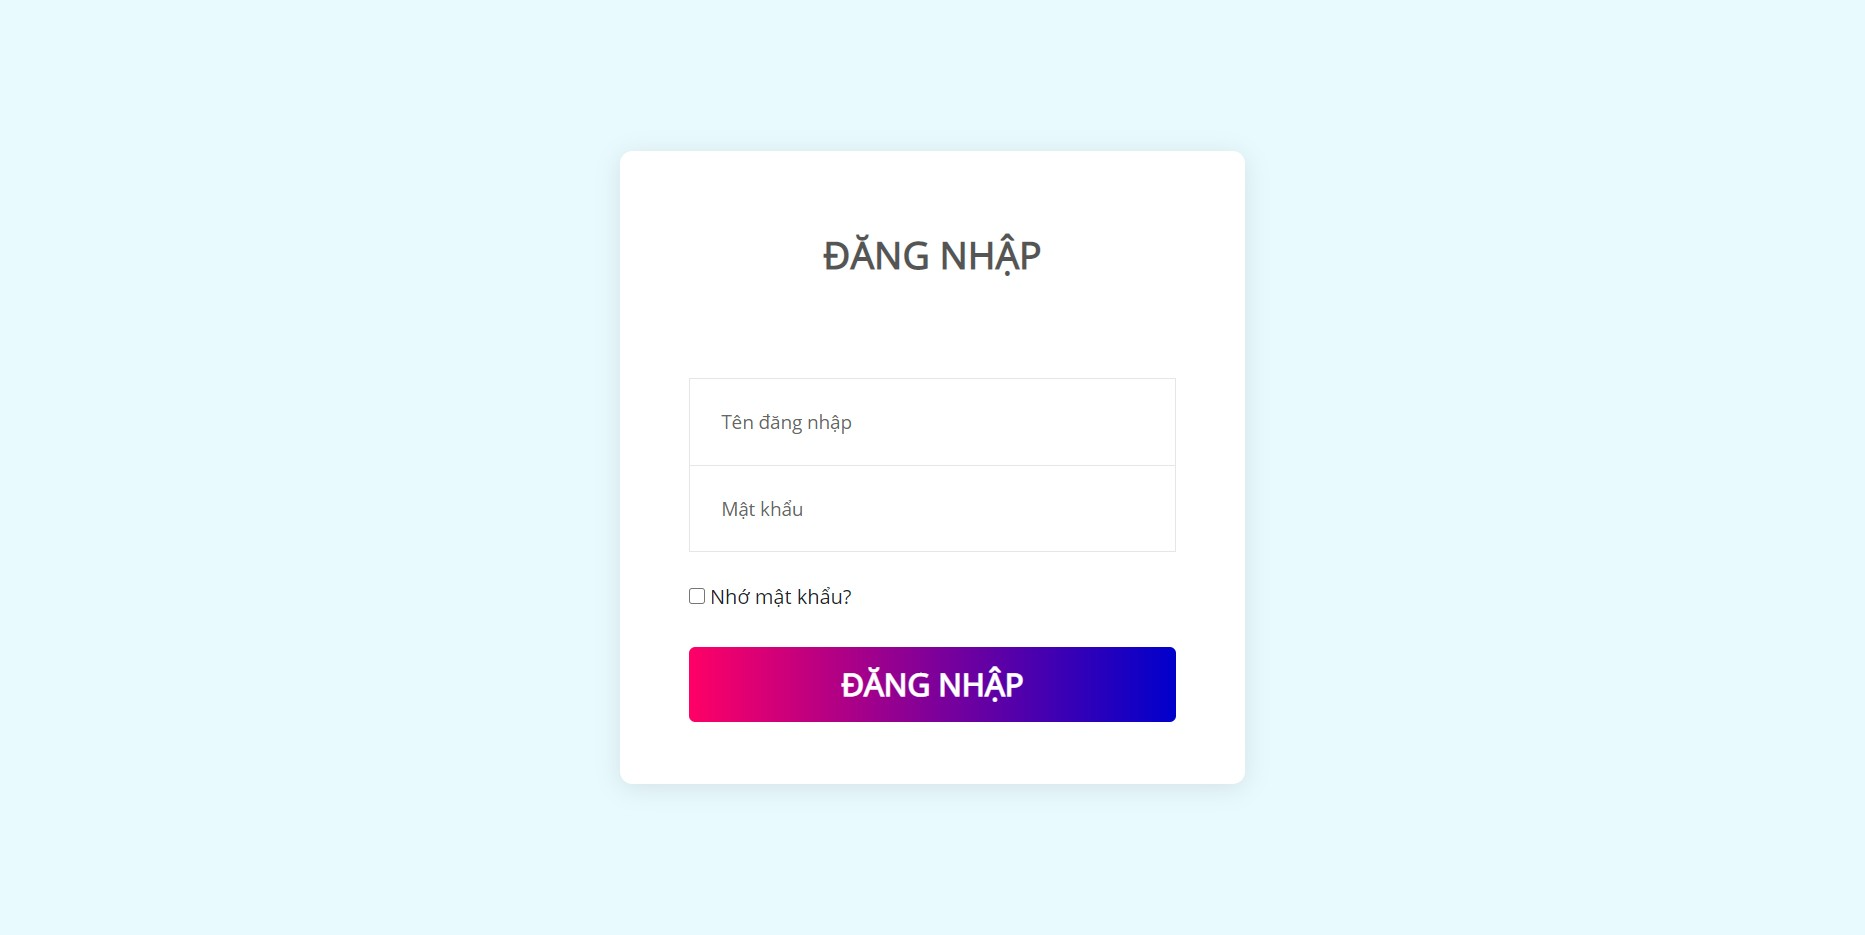 ĐĂNG NHẬP
Tên đăng nhập
Mật khẩu
Nhớ mật khẩu?
ĐĂNG NHẬP